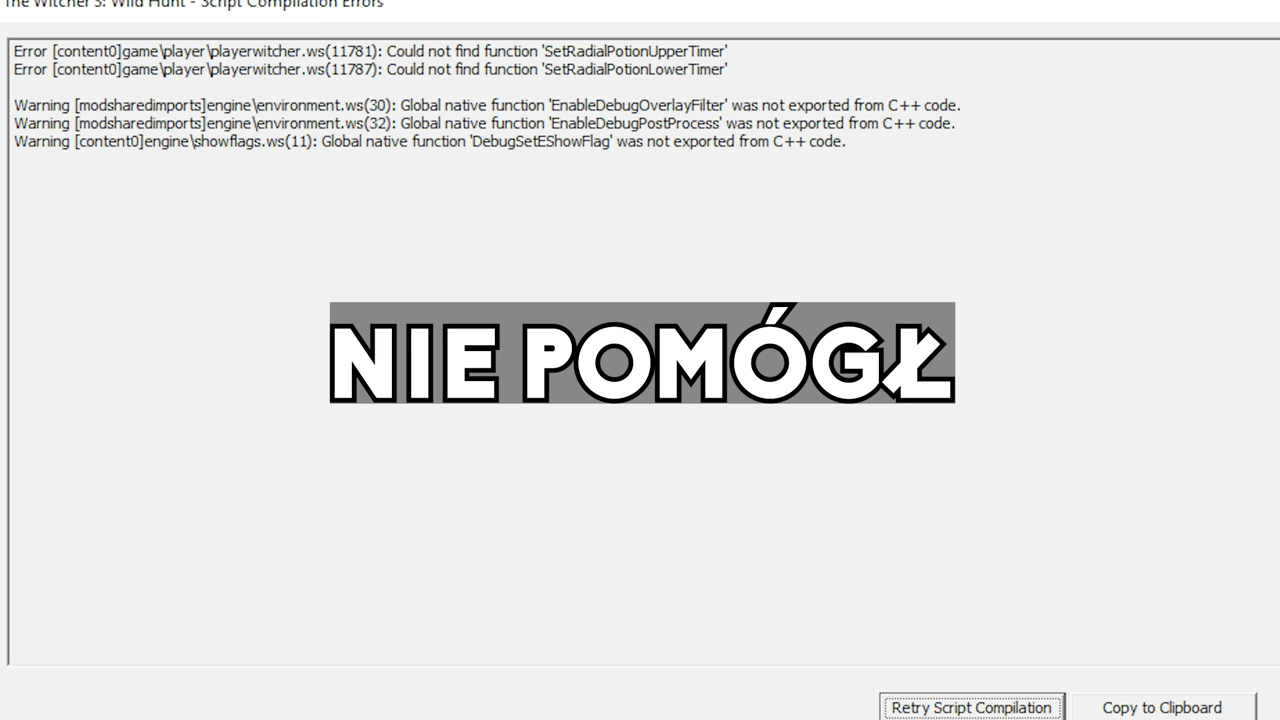 The Witcher 3: Wild Hunt - Script Compilation Errors
Error [content0]game\player\playerwitcher.ws(11781): Could not find function 'SetRadialPotionUpperTimer'
Error [content0]game\player\playerwitcher.ws(11787): Could not find function 'SetRadialPotionLowerTimer'
Warning [modsharedimports]engine\environment.ws(30): Global native function 'EnableDebugOverlayFilter' was not exported from C++ code.
Warning [modsharedimports]engine\environment.ws(32): Global native function 'EnableDebugPostProcess' was not exported from C++ code.
Warning [content0]engine\showflags.ws(11): Global native function 'DebugSetEShowFlag' was not exported from C++ code.
NIE POMÓGŁ
Retry Script Compilation
Copy to Clipboard